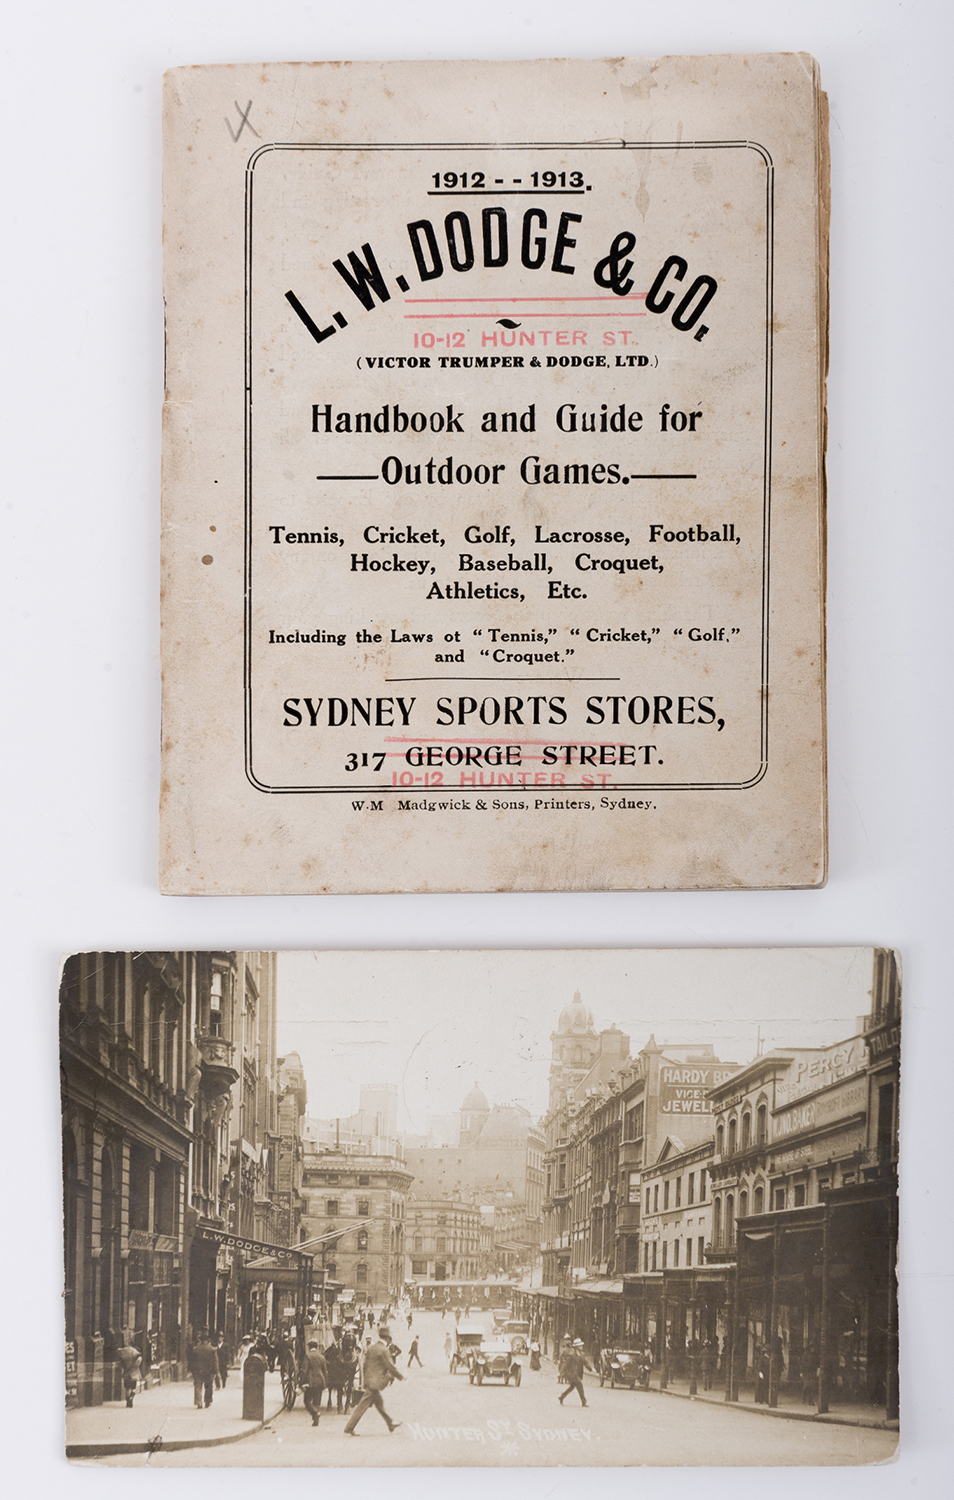 1912 - - 1913.
L. W. DODGE & CO.
10-12 HUNTER ST.
(VICTOR TRUMPER & DODGE, LTD.)
Handbook and Guide for
Outdoor Games.
Tennis, Cricket, Golf, Lacrosse, Football,
Hockey, Baseball, Croquet,
Athletics, Etc.
Including the Laws ot “Tennis,” “Cricket,” “Golf,”
and “Croquet.”
SYDNEY SPORTS STORES,
317 GEORGE STREET.
10-12 HUNTER ST.
W.M Madgwick & Sons, Printers, Sydney.
HARDY BR
VICE-R
JEWELL
PERCY
TAILO
L.W.DODGE & Co
HUNTER ST SYDNEY.